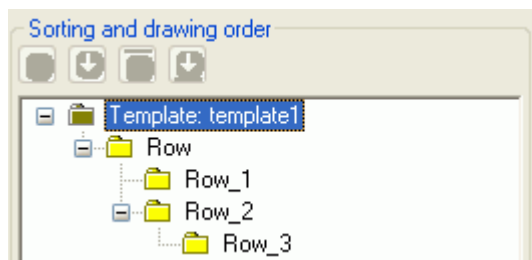 Sorting and drawing order
Template: template1
Row
Row_1
Row_2
Row_3